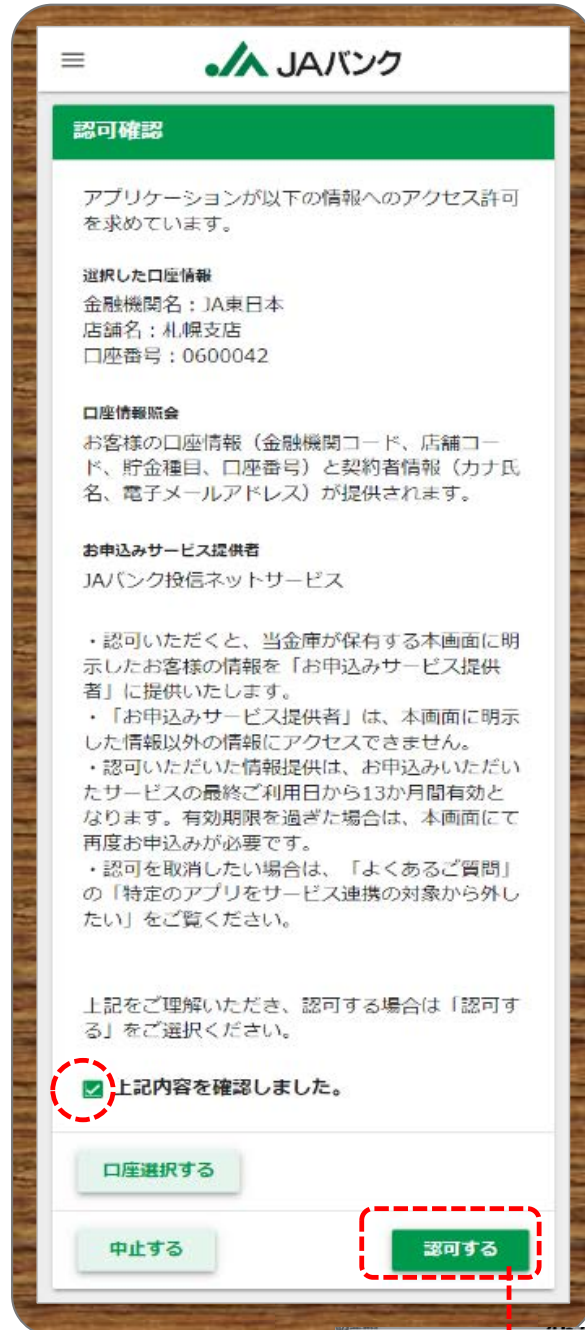 JAバンク
認可確認
アプリケーションが以下の情報へのアクセス許可
を求めています。
選択した口座情報
金融機関名：JA東日本
店舗名：札幌支店
口座番号：0600042
口座情報照会
お客様の口座情報（金融機関コード、店舗コー
ド、貯金種目、口座番号）と契約者情報（カナ氏
名、電子メールアドレス）が提供されます。
お申込みサービス提供者
JAバンク投信ネットサービス
・認可いただくと、当金庫が保有する本画面に明
示したお客様の情報を「お申込みサービス提供
者」に提供いたします。
・「お申込みサービス提供者」は、本画面に明示
した情報以外の情報にアクセスできません。
・認可いただいた情報提供は、お申込みいただい
たサービスの最終ご利用日から13か月間有効と
なります。有効期限を過ぎた場合は、本画面にて
再度お申込みが必要です。
・認可を取消したい場合は、「よくあるご質問」
の「特定のアプリをサービス連携の対象から外し
たい」をご覧ください。
上記をご理解いただき、認可する場合は「認可す
る」をご選択ください。
上記内容を確認しました。
口座選択する
中止する
認可する